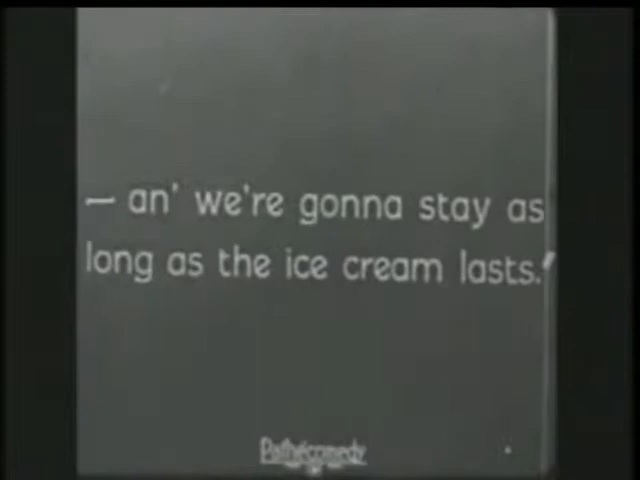 — an' we're gonna stay as
long as the ice cream lasts."
Pathécomedy